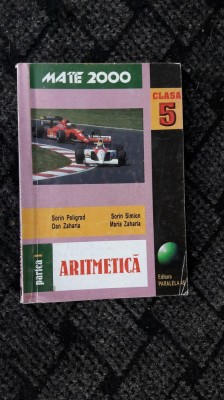 MATE 2000
CLASA
5
Sorin Peligrad
Dan Zaharia
Sorin Simion
Maria Zaharia
partea I
ARITMETICĂ
Editura
PARALELA 45